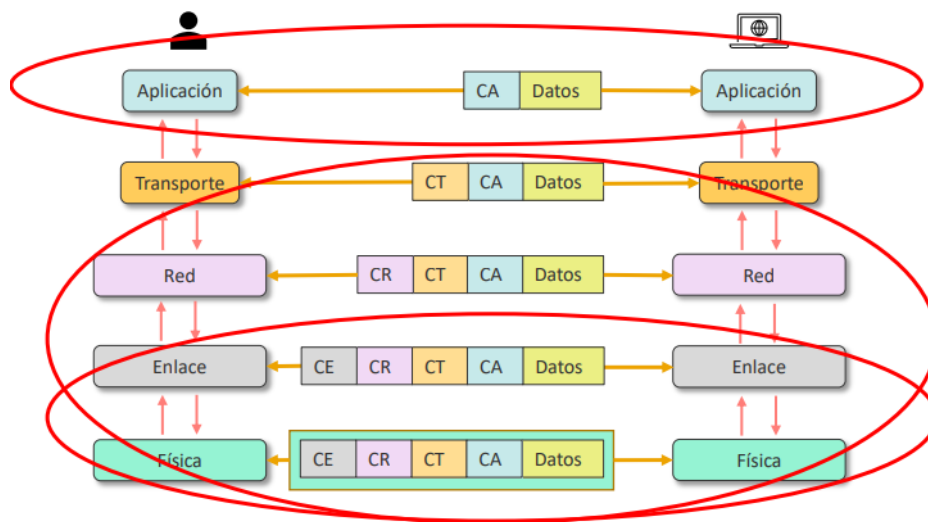 Aplicación CA Datos Aplicación
Transporte CT CA Datos Transporte
Red CR CT CA Datos Red
Enlace CE CR CT CA Datos Enlace
Física CE CR CT CA Datos Física